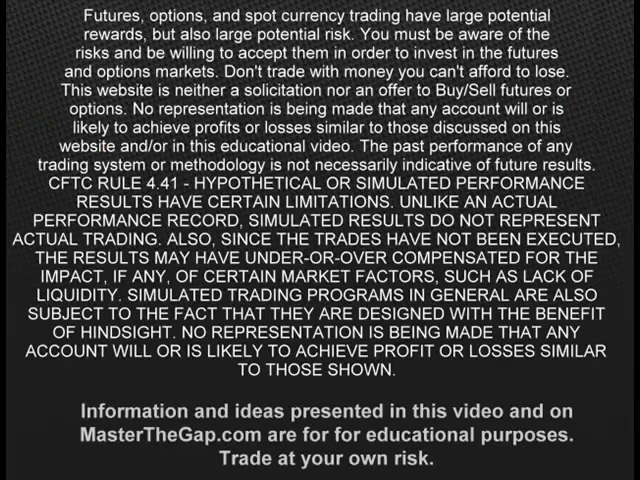 Futures, options, and spot currency trading have large potential
rewards, but also large potential risk. You must be aware of the
risks and be willing to accept them in order to invest in the futures
and options markets. Don't trade with money you can't afford to lose.
This website is neither a solicitation nor an offer to Buy/Sell futures or
options. No representation is being made that any account will or is
likely to achieve profits or losses similar to those discussed on this
website and/or in this educational video. The past performance of any
trading system or methodology is not necessarily indicative of future results.
CFTC RULE 4.41 - HYPOTHETICAL OR SIMULATED PERFORMANCE
RESULTS HAVE CERTAIN LIMITATIONS. UNLIKE AN ACTUAL
PERFORMANCE RECORD, SIMULATED RESULTS DO NOT REPRESENT
ACTUAL TRADING. ALSO, SINCE THE TRADES HAVE NOT BEEN EXECUTED,
THE RESULTS MAY HAVE UNDER-OR-OVER COMPENSATED FOR THE
IMPACT, IF ANY, OF CERTAIN MARKET FACTORS, SUCH AS LACK OF
LIQUIDITY. SIMULATED TRADING PROGRAMS IN GENERAL ARE ALSO
SUBJECT TO THE FACT THAT THEY ARE DESIGNED WITH THE BENEFIT
OF HINDSIGHT. NO REPRESENTATION IS BEING MADE THAT ANY
ACCOUNT WILL OR IS LIKELY TO ACHIEVE PROFIT OR LOSSES SIMILAR
TO THOSE SHOWN.
Information and ideas presented in this video and on
MasterTheGap.com are for for educational purposes.
Trade at your own risk.